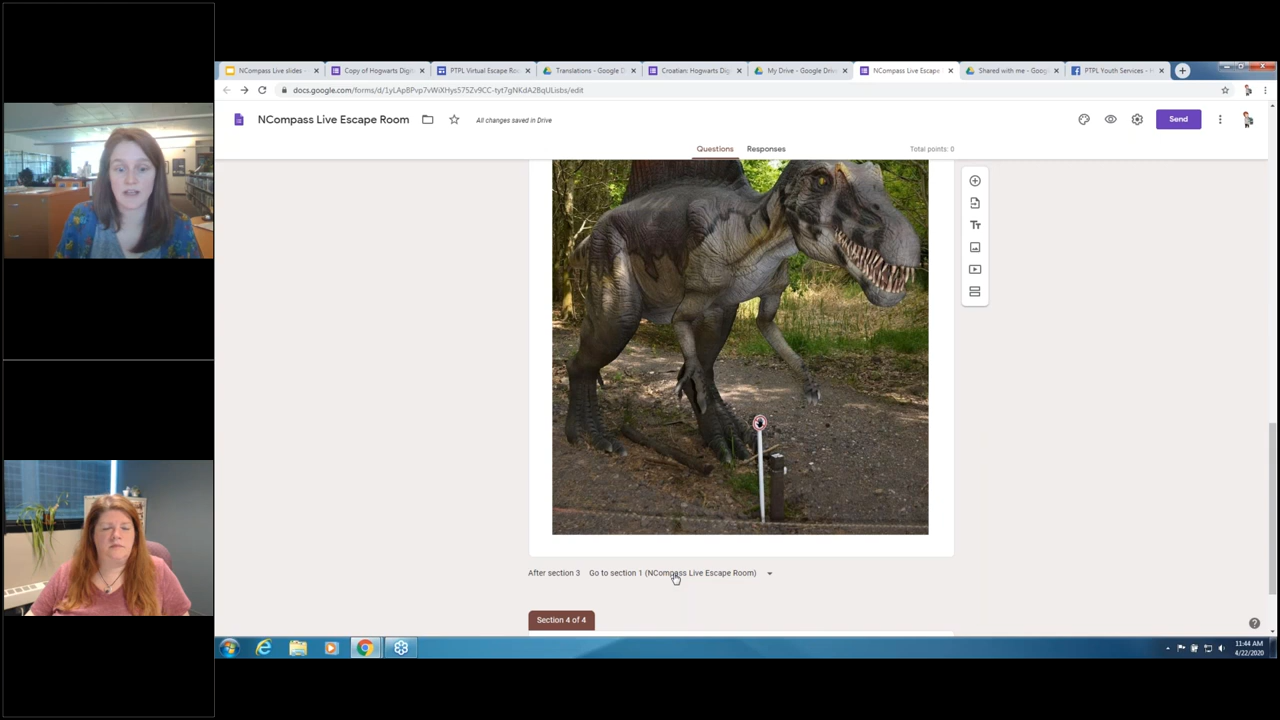 NCompass Live slides -
Copy of Hogwarts Digi
PTPL Virtual Escape Ro
Translations - Google D
Croatian: Hogwarts Dig
My Drive - Google Driv
NCompass Live Escape
Shared with me - Googl
PTPL Youth Services - 
docs.google.com/forms/d/1yLApBPvp7vWiXHys575Zv9CC-tyt7gNKdA2BqULisbs/edit
NCompass Live Escape Room
All changes saved in Drive
Send
Questions
Responses
Total points: 0
Tт
After section 3
Go to section 1 (NCompass Live Escape Room)
Section 4 of 4
11:44 AM
4/22/2020